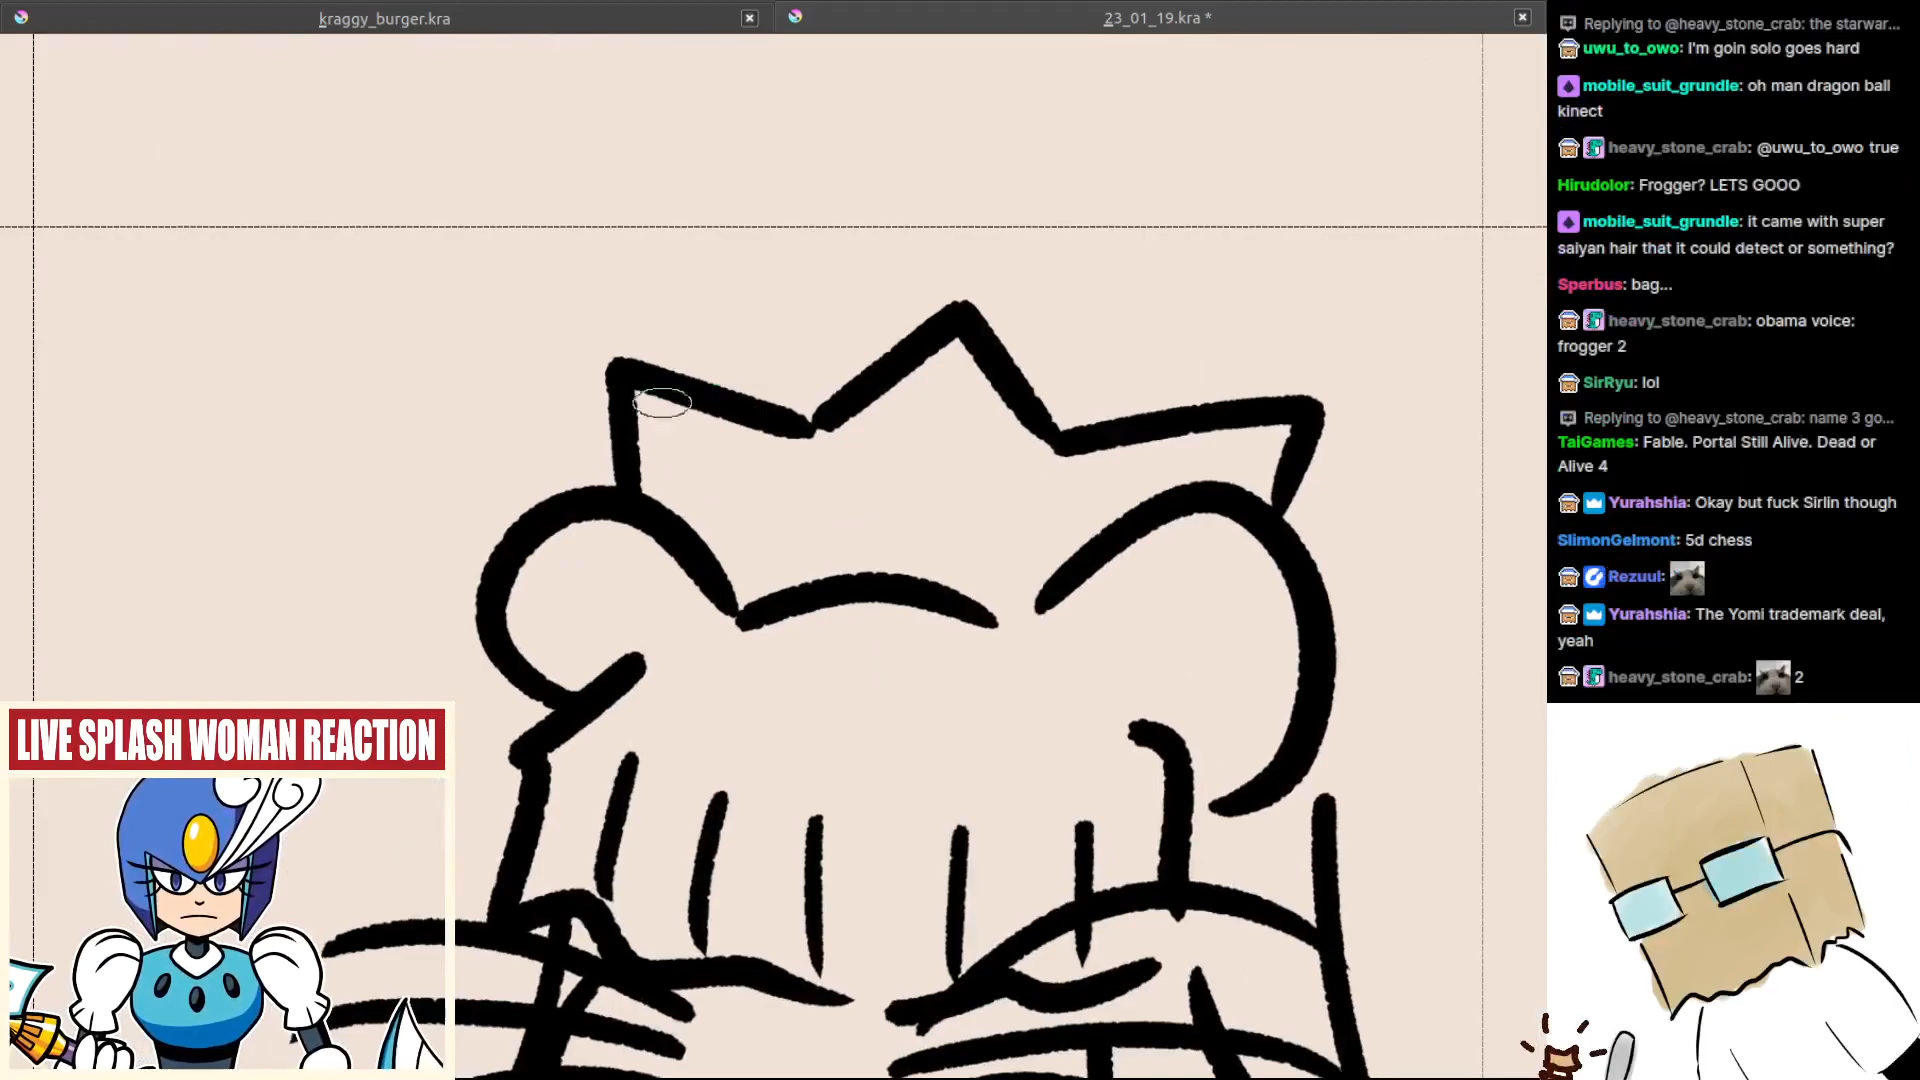 kraggy_burger.kra
23_01_19.kra *
Replying to @heavy_stone_crab: the starwar...
uwu_to_owo: I'm goin solo goes hard
mobile_suit_grundle: oh man dragon ball
kinect
heavy_stone_crab: @uwu_to_owo true
Hirudolor: Frogger? LETS GOOO
mobile_suit_grundle: it came with super
saiyan hair that it could detect or something?
Sperbus: bag...
heavy_stone_crab: obama voice:
frogger 2
SirRyu: lol
Replying to @heavy_stone_crab: name 3 go...
TaiGames: Fable. Portal Still Alive. Dead or
Alive 4
Yurahshia: Okay but fuck Sirlin though
SlimonGelmont: 5d chess
Rezuul:
Yurahshia: The Yomi trademark deal,
yeah
heavy_stone_crab: 2
LIVE SPLASH WOMAN REACTION